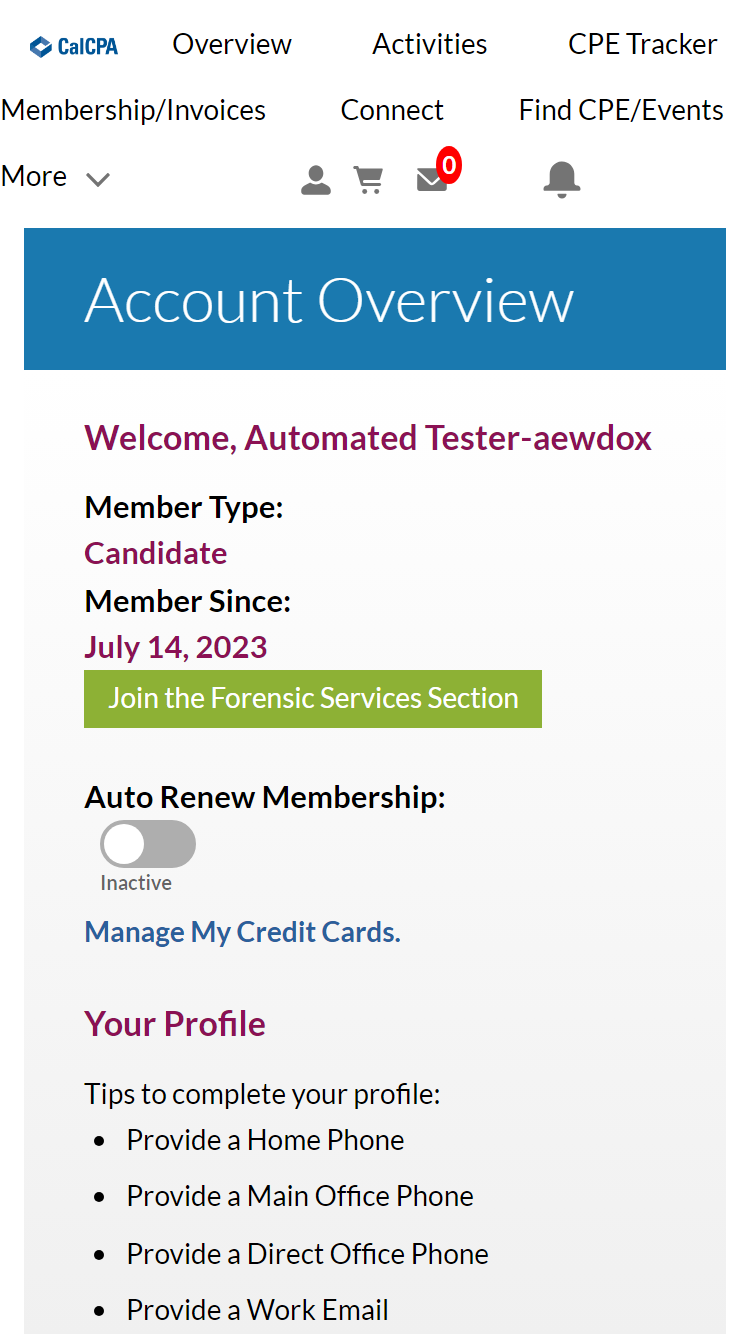 CalCPA Overview Activities CPE Tracker
Membership/Invoices Connect Find CPE/Events
More 0
Account Overview
Welcome, Automated Tester-aewdox
Member Type:
Candidate
Member Since:
July 14, 2023
Join the Forensic Services Section
Auto Renew Membership:
Inactive
Manage My Credit Cards.
Your Profile
Tips to complete your profile:
Provide a Home Phone
Provide a Main Office Phone
Provide a Direct Office Phone
Provide a Work Email